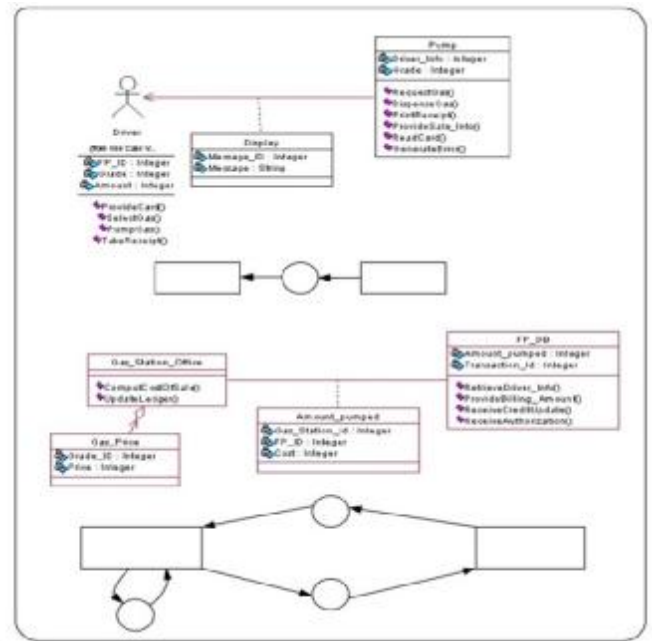 Pump
Driver_Info : Integer
Grade : Integer
RequestGas()
DispenseGas()
PrintReceipt()
ProvideSale_Info()
ReadCard()
GenerateError()
Driver
FP_ID : Integer
Grade : Integer
Amount : Integer
ProvideCard()
SelectGas()
PumpGas()
TakeReceipt()
Display
Message_ID : Integer
Message : String
Gas_Station_Office
ComputCostOfSale()
UpdateLedger()
Gas_Price
Grade_ID : Integer
Price : Integer
Amount_pumped
Gas_Station_id : Integer
FP_ID : Integer
Cost : Integer
FP_DB
Amount_pumped : Integer
Transaction_id : Integer
RetrieveDriver_Info()
ProvideBilling_Amount()
ReceiveCreditUpdate()
ReceiveAuthorization()